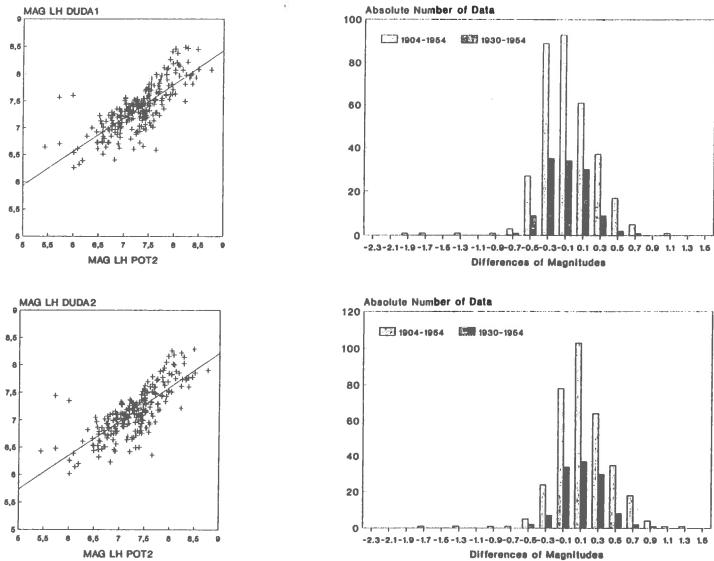 MAG LH DUDA1
9
8,5
8
7,5
7
6,5
6
5,5
5
5 5,5 6 6,5 7 7,5 8 8,5 9
MAG LH POT2
Absolute Number of Data
100
80
60
40
20
0
1904-1954 1930-1954
-2.3-2.1-1.9-1.7-1.5-1.3-1.1-0.9-0.7-0.5-0.3-0.1 0.1 0.3 0.5 0.7 0.9 1.1 1.3 1.5
Differences of Magnitudes
MAG LH DUDA2
9
8,5
8
7,5
7
6,5
6
5,5
5
5 5,5 6 6,5 7 7,5 8 8,5 9
MAG LH POT2
Absolute Number of Data
120
100
80
60
40
20
0
1904-1954 1930-1954
-2.3-2.1-1.9-1.7-1.5-1.3-1.1-0.9-0.7-0.5-0.3-0.1 0.1 0.3 0.5 0.7 0.9 1.1 1.3 1.5
Differences of Magnitudes